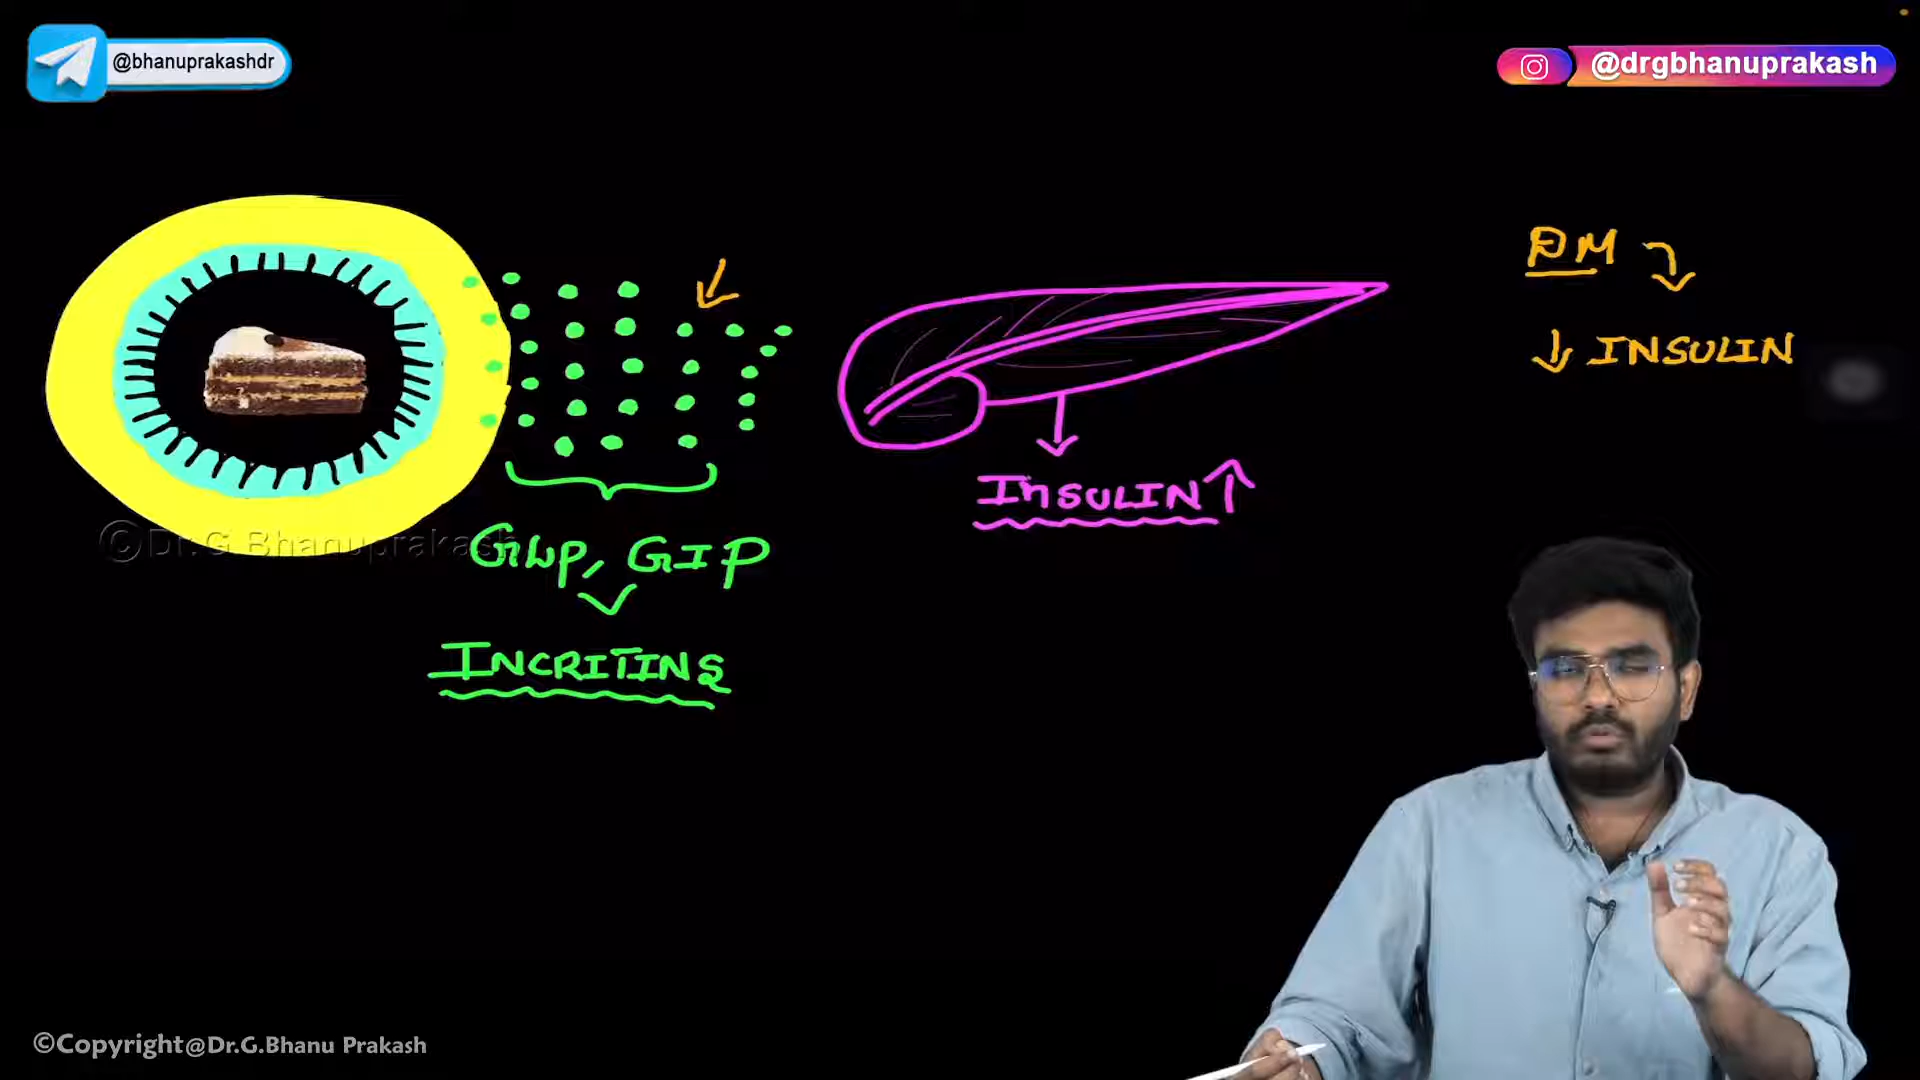 @bhanuprakashdr
@drgbhanuprakash
DM
↓ INSULIN
INSULIN ↑
©Dr.G Bhanuprakash
GLP, GIP
INCRITINS
©Copyright@Dr.G.Bhanu Prakash